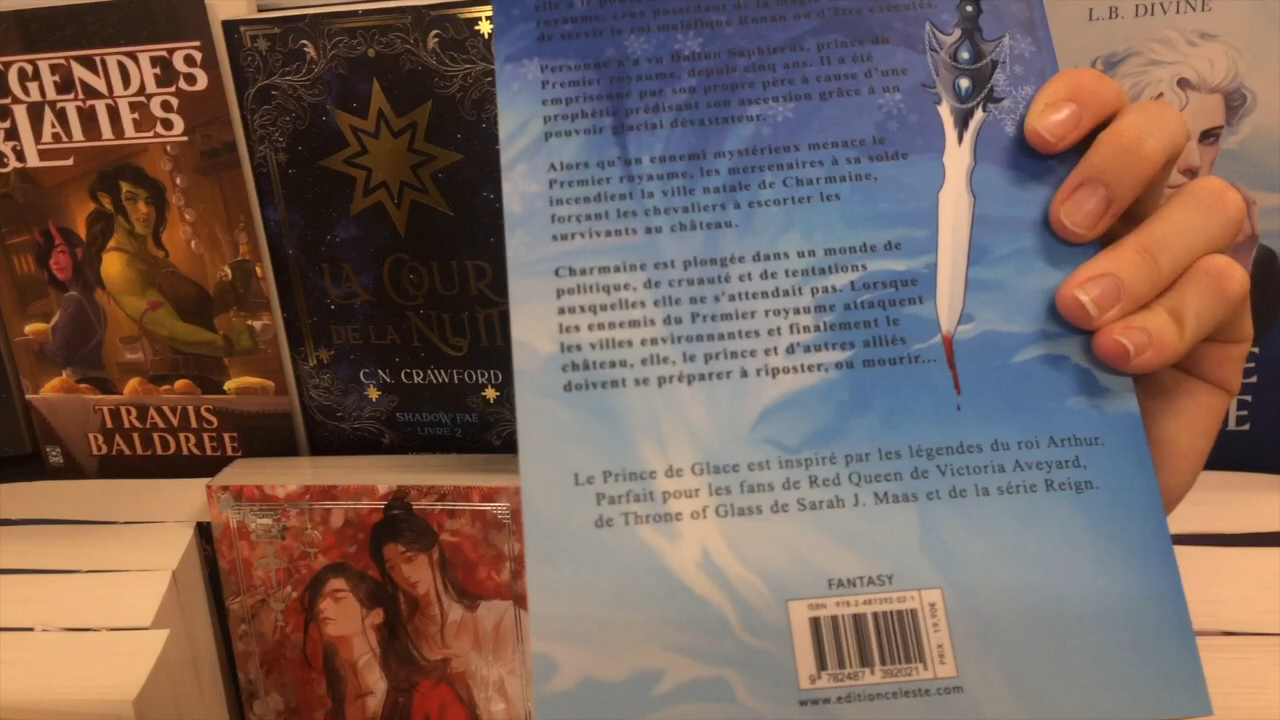 LÉGENDES
& LATTES
TRAVIS
BALDREE
LA COUR
DE LA NUIT
C.N. CRAWFORD
SHADOW FAE
LIVRE 2
elle a le
royaume, ceux possédant de la magie
de servir le roi maléfique Ronan ou d'être exécutés.
Personne n'a vu Dalton Saphireus, prince du
Premier royaume, depuis cinq ans. Il a été
emprisonné par son propre père à cause d'une
prophétie prédisant son ascension grâce à un
pouvoir glacial dévastateur.
Alors qu'un ennemi mystérieux menace le
Premier royaume, les mercenaires à sa solde
incendient la ville natale de Charmaine,
forçant les chevaliers à escorter les
survivants au château.
Charmaine est plongée dans un monde de
politique, de cruauté et de tentations
auxquelles elle ne s'attendait pas. Lorsque
les ennemis du Premier royaume attaquent
les villes environnantes et finalement le
château, elle, le prince et d'autres alliés
doivent se préparer à riposter, ou mourir...
Le Prince de Glace est inspiré par les légendes du roi Arthur.
Parfait pour les fans de Red Queen de Victoria Aveyard,
de Throne of Glass de Sarah J. Maas et de la série Reign.
FANTASY
ISBN 978-2-487392-02-1
PRIX : 19,90€
9 782487 392021
www.editionceleste.com
L.B. DIVINE
E
E